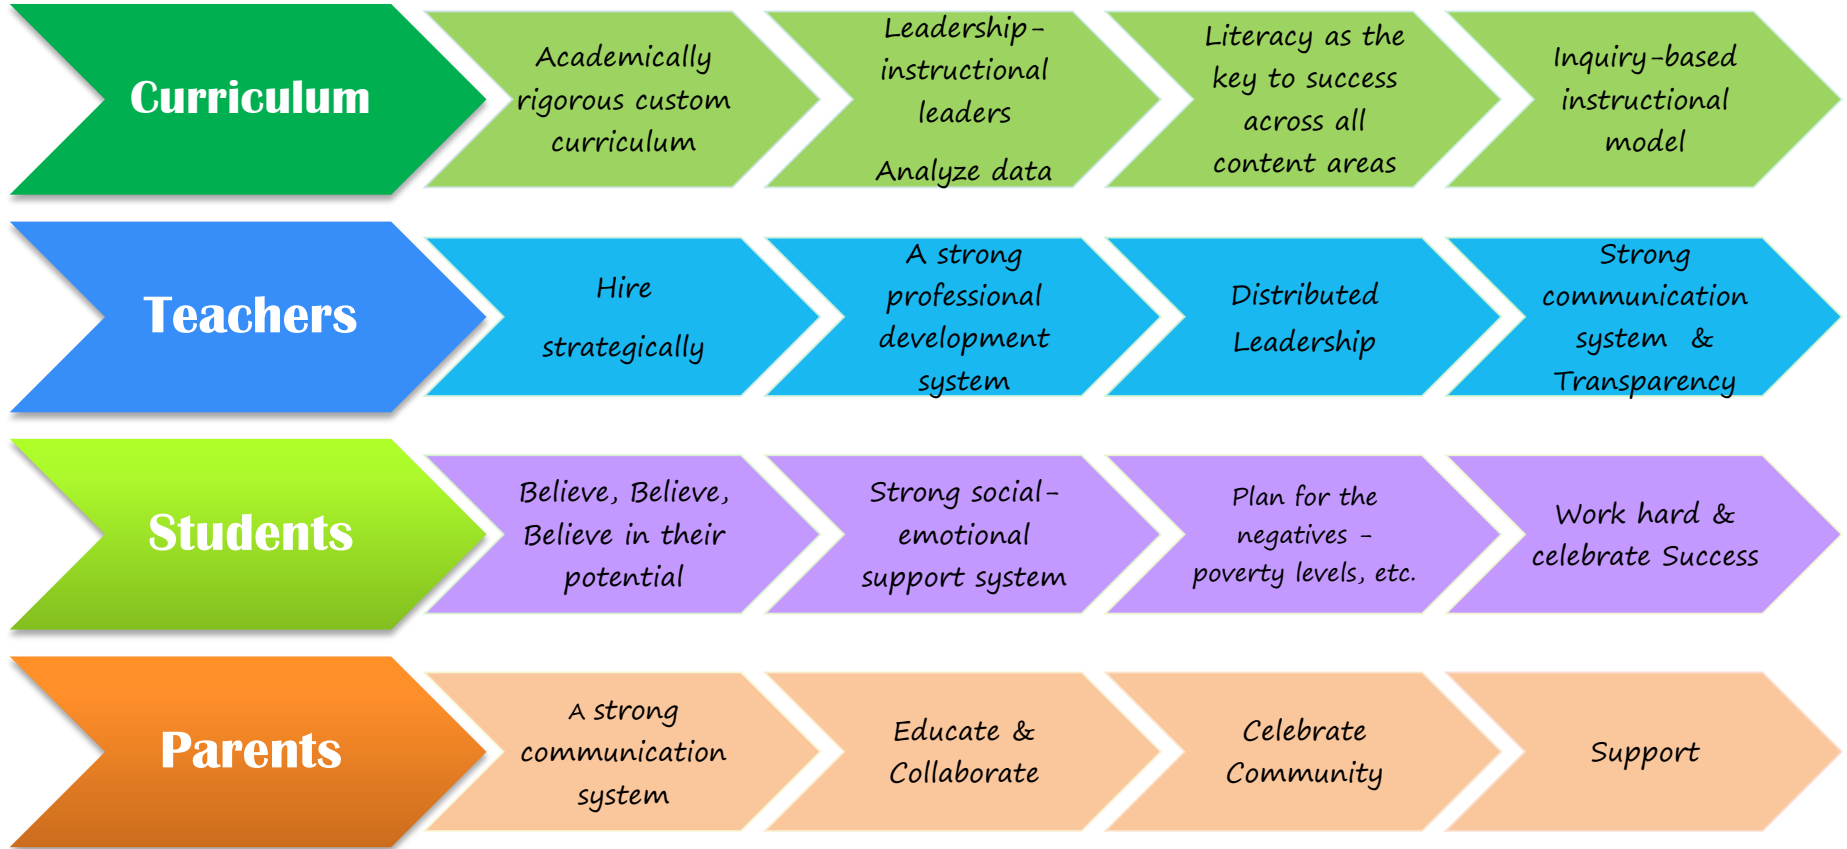 Curriculum
Academically
rigorous custom
curriculum
Leadership-
instructional
leaders
Analyze data
Literacy as the
key to success
across all
content areas
Inquiry-based
instructional
model
Teachers
Hire
strategically
A strong
professional
development
system
Distributed
Leadership
Strong
communication
system &
Transparency
Students
Believe, Believe,
Believe in their
potential
Strong social-
emotional
support system
Plan for the
negatives -
poverty levels, etc.
Work hard &
celebrate Success
Parents
A strong
communication
system
Educate &
Collaborate
Celebrate
Community
Support